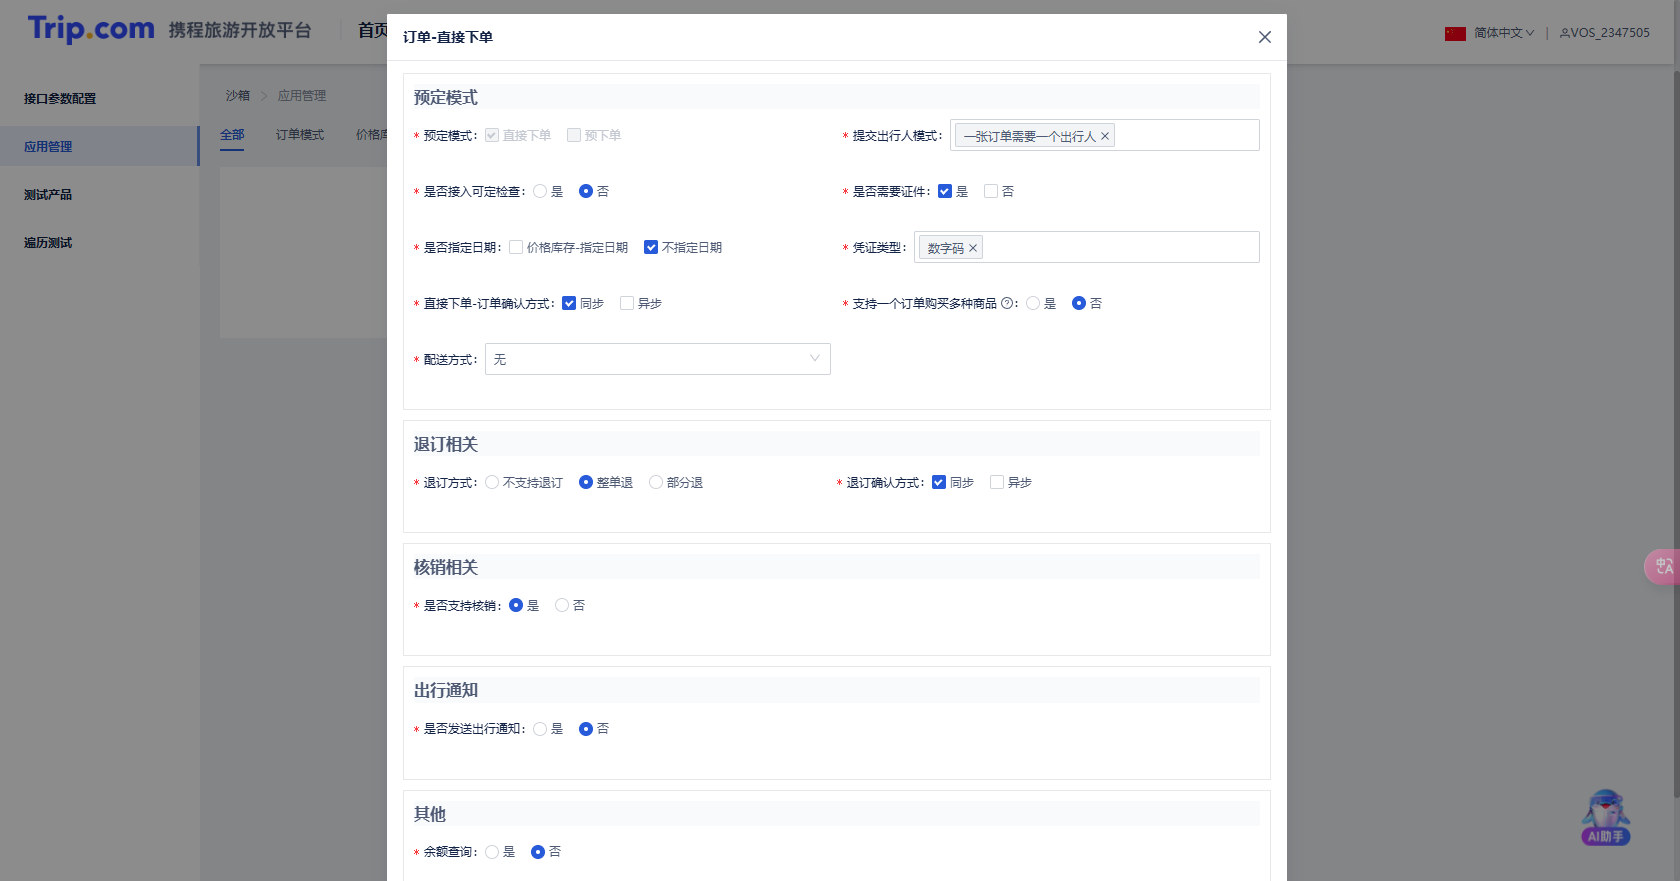 Trip.com 携程旅游开放平台 首页
简体中文 VOS_2347505
接口参数配置
应用管理
测试产品
遍历测试
沙箱 > 应用管理
全部 订单模式 价格库
订单-直接下单
预定模式
* 预定模式: 直接下单 预下单
* 提交出行人模式: 一张订单需要一个出行人
* 是否接入可定检查: 是 否
* 是否需要证件: 是 否
* 是否指定日期: 价格库存-指定日期 不指定日期
* 凭证类型: 数字码
* 直接下单-订单确认方式: 同步 异步
* 支持一个订单购买多种商品 ?: 是 否
* 配送方式: 无
退订相关
* 退订方式: 不支持退订 整单退 部分退
* 退订确认方式: 同步 异步
核销相关
* 是否支持核销: 是 否
出行通知
* 是否发送出行通知: 是 否
其他
* 余额查询: 是 否
中A
AI助手